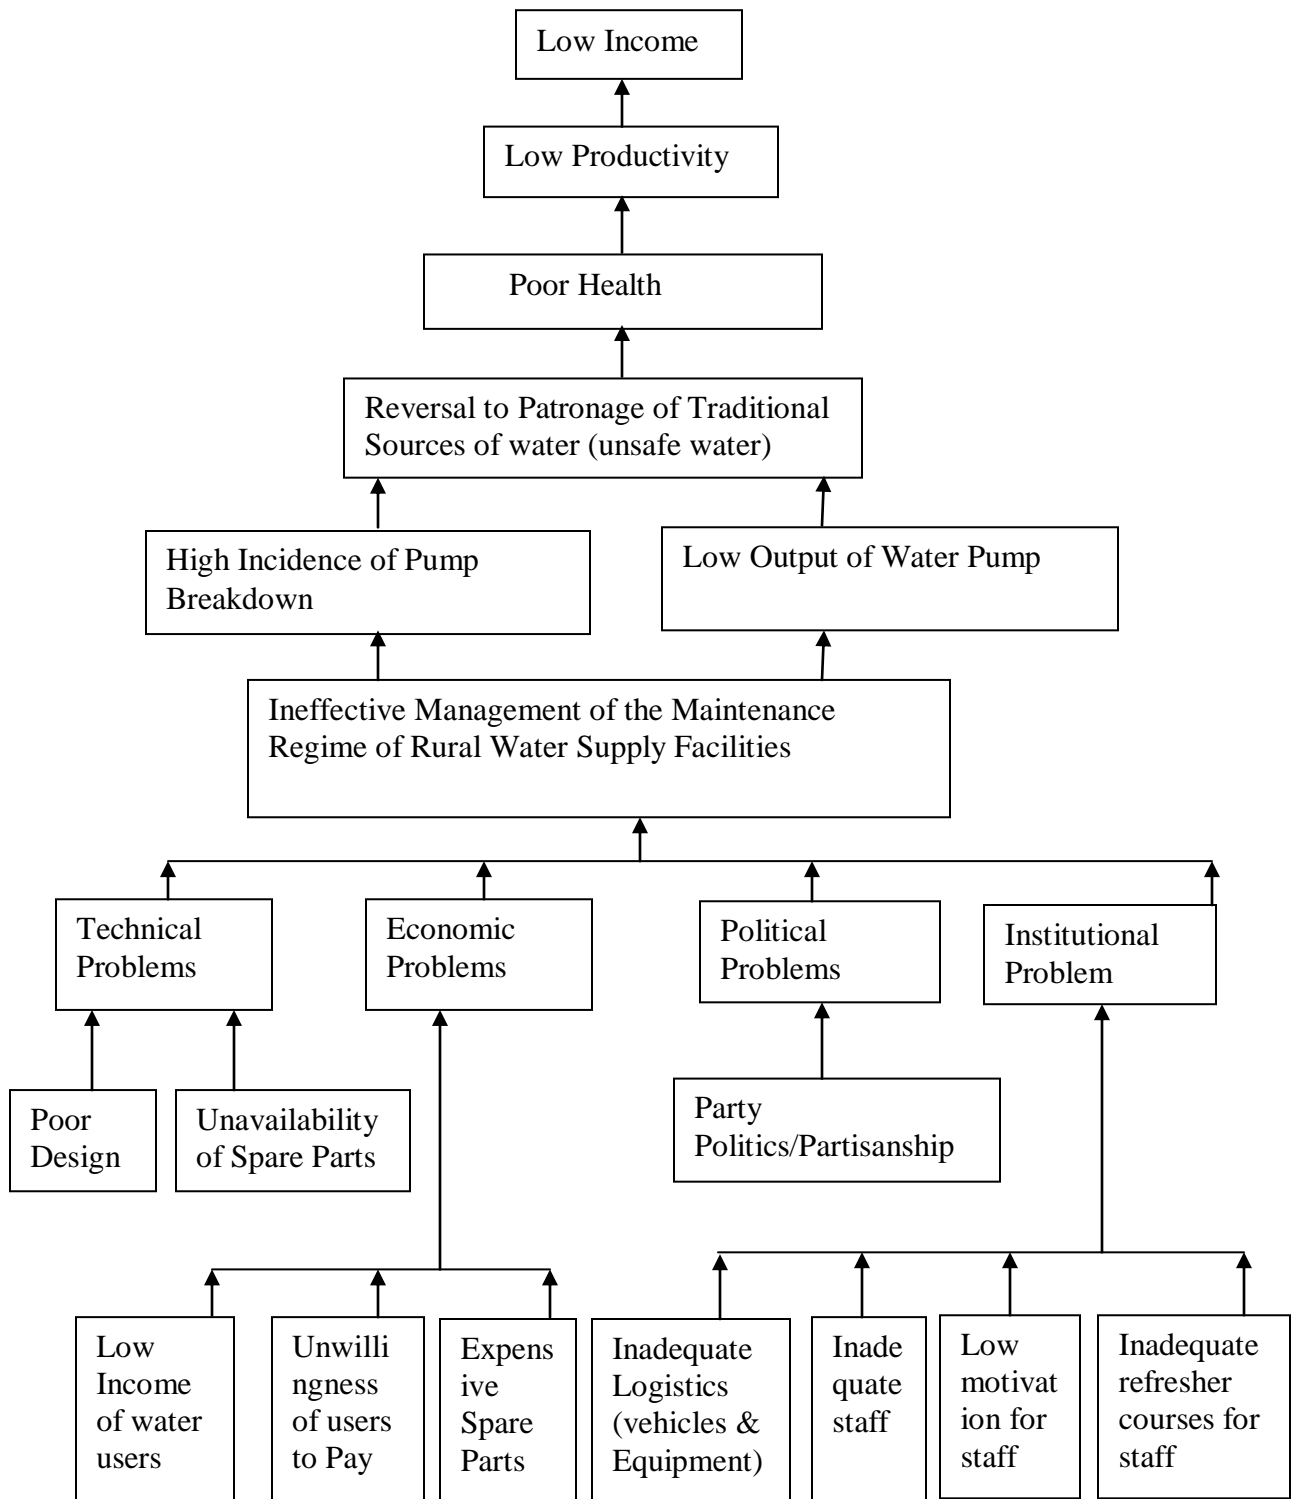 Low Income
Low Productivity
Poor Health
Reversal to Patronage of Traditional
Sources of water (unsafe water)
High Incidence of Pump
Breakdown
Low Output of Water Pump
Ineffective Management of the Maintenance
Regime of Rural Water Supply Facilities
Technical
Problems
Economic
Problems
Political
Problems
Institutional
Problem
Poor
Design
Unavailability
of Spare Parts
Party
Politics/Partisanship
Low
Income
of water
users
Unwilli
ngness
of users
to Pay
Expens
ive
Spare
Parts
Inadequate
Logistics
(vehicles &
Equipment)
Inade
quate
staff
Low
motivat
ion for
staff
Inadequate
refresher
courses for
staff